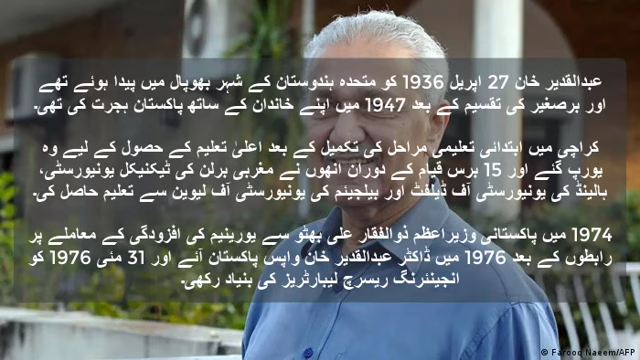 عبدالقدیر خان 27 اپریل 1936 کو متحدہ ہندوستان کے شہر بھوپال میں پیدا ہوئے تھے
اور برصغیر کی تقسیم کے بعد 1947 میں اپنے خاندان کے ساتھ پاکستان ہجرت کی تھی۔
کراچی میں ابتدائی تعلیمی مراحل کی تکمیل کے بعد اعلیٰ تعلیم کے حصول کے لیے وہ
یورپ گئے اور 15 برس قیام کے دوران انھوں نے مغربی برلن کی ٹیکنیکل یونیورسٹی،
ہالینڈ کی یونیورسٹی آف ڈیلفٹ اور بیلجیئم کی یونیورسٹی آف لیوین سے تعلیم حاصل کی۔
1974 میں پاکستانی وزیراعظم ذوالفقار علی بھٹو سے یورینیم کی افزودگی کے معاملے پر
رابطوں کے بعد 1976 میں ڈاکٹر عبدالقدیر خان واپس پاکستان آئے اور 31 مئی 1976 کو
انجینئرنگ ریسرچ لیبارٹریز کی بنیاد رکھی۔
© Farooq Naeem/AFP